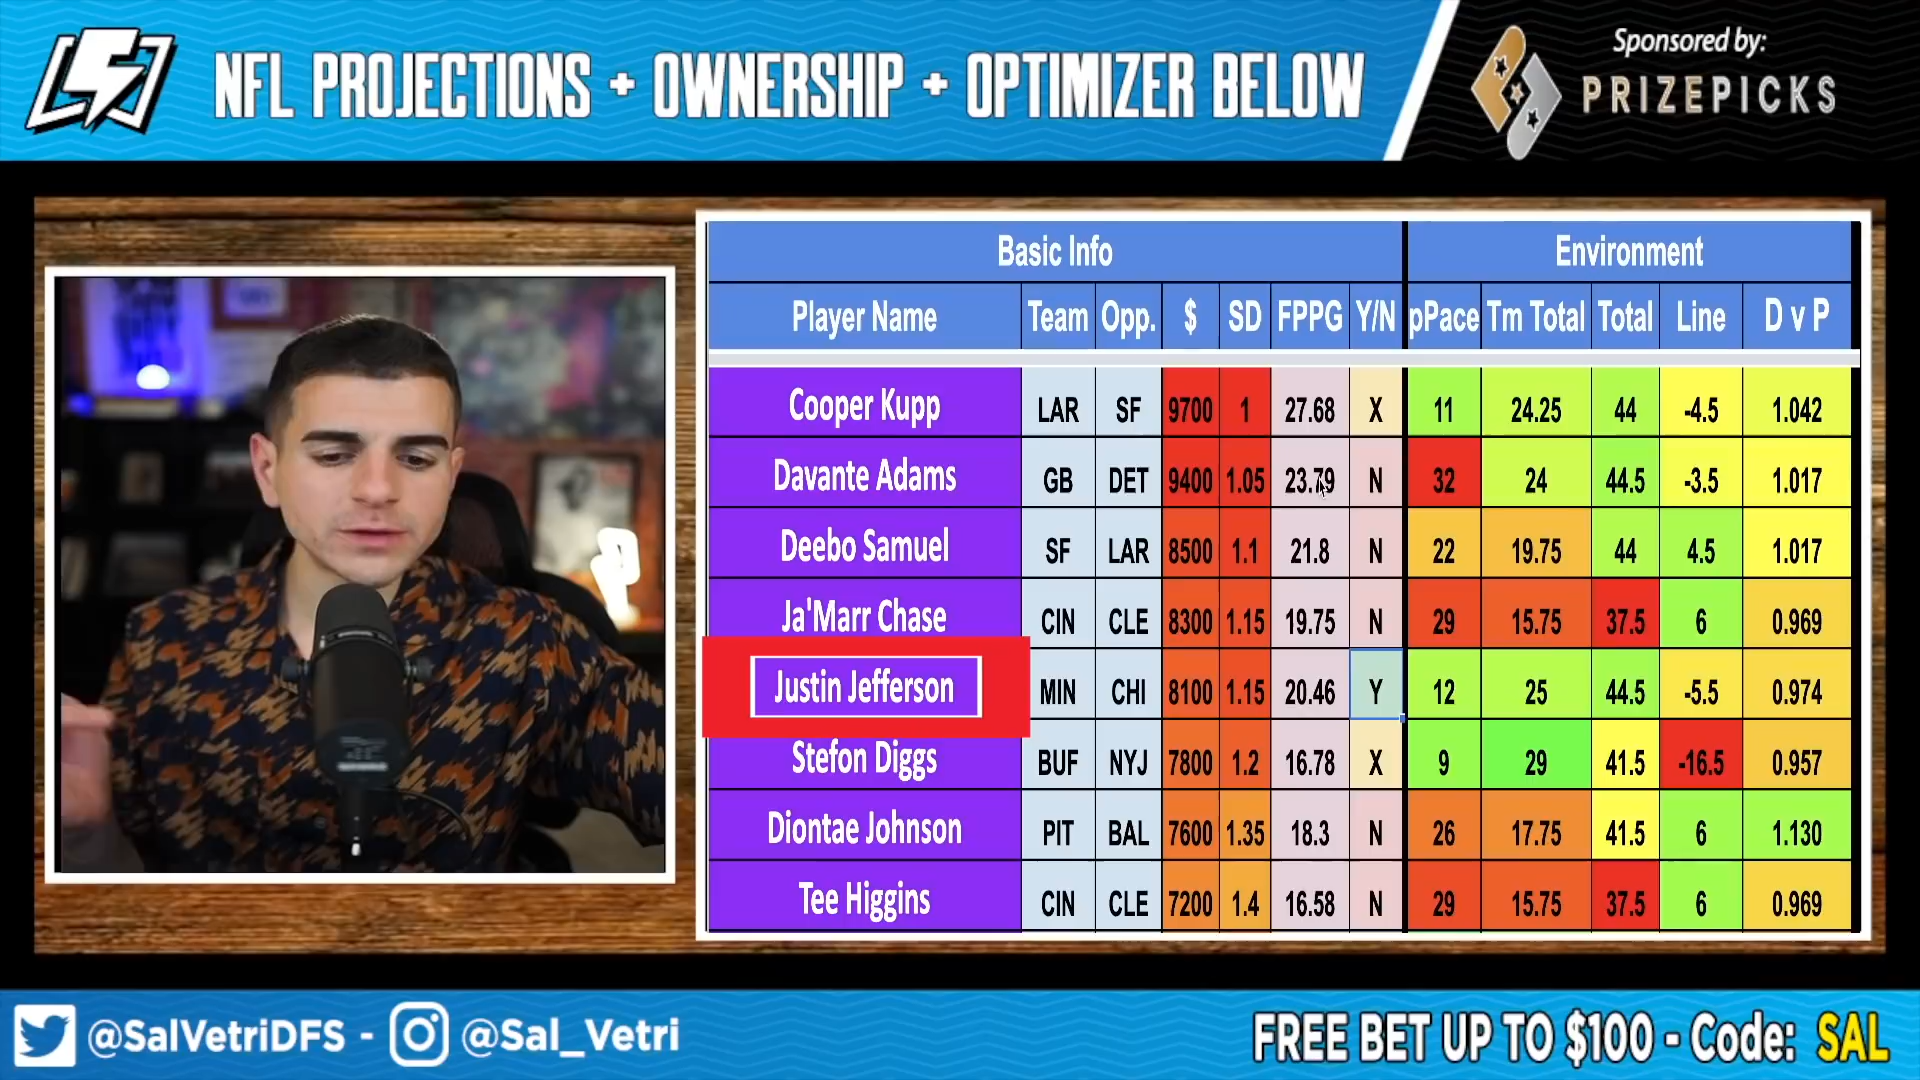 NFL PROJECTIONS + OWNERSHIP + OPTIMIZER BELOW
Sponsored by:
PRIZEPICKS
Basic Info Environment
Player Name Team Opp. $ SD FPPG Y/N pPace Tm Total Total Line D v P
Cooper Kupp LAR SF 9700 1 27.68 X 11 24.25 44 -4.5 1.042
Davante Adams GB DET 9400 1.05 23.79 N 32 24 44.5 -3.5 1.017
Deebo Samuel SF LAR 8500 1.1 21.8 N 22 19.75 44 4.5 1.017
Ja'Marr Chase CIN CLE 8300 1.15 19.75 N 29 15.75 37.5 6 0.969
Justin Jefferson MIN CHI 8100 1.15 20.46 Y 12 25 44.5 -5.5 0.974
Stefon Diggs BUF NYJ 7800 1.2 16.78 X 9 29 41.5 -16.5 0.957
Diontae Johnson PIT BAL 7600 1.35 18.3 N 26 17.75 41.5 6 1.130
Tee Higgins CIN CLE 7200 1.4 16.58 N 29 15.75 37.5 6 0.969
@SalVetriDFS - @Sal_Vetri
FREE BET UP TO $100 - Code: SAL